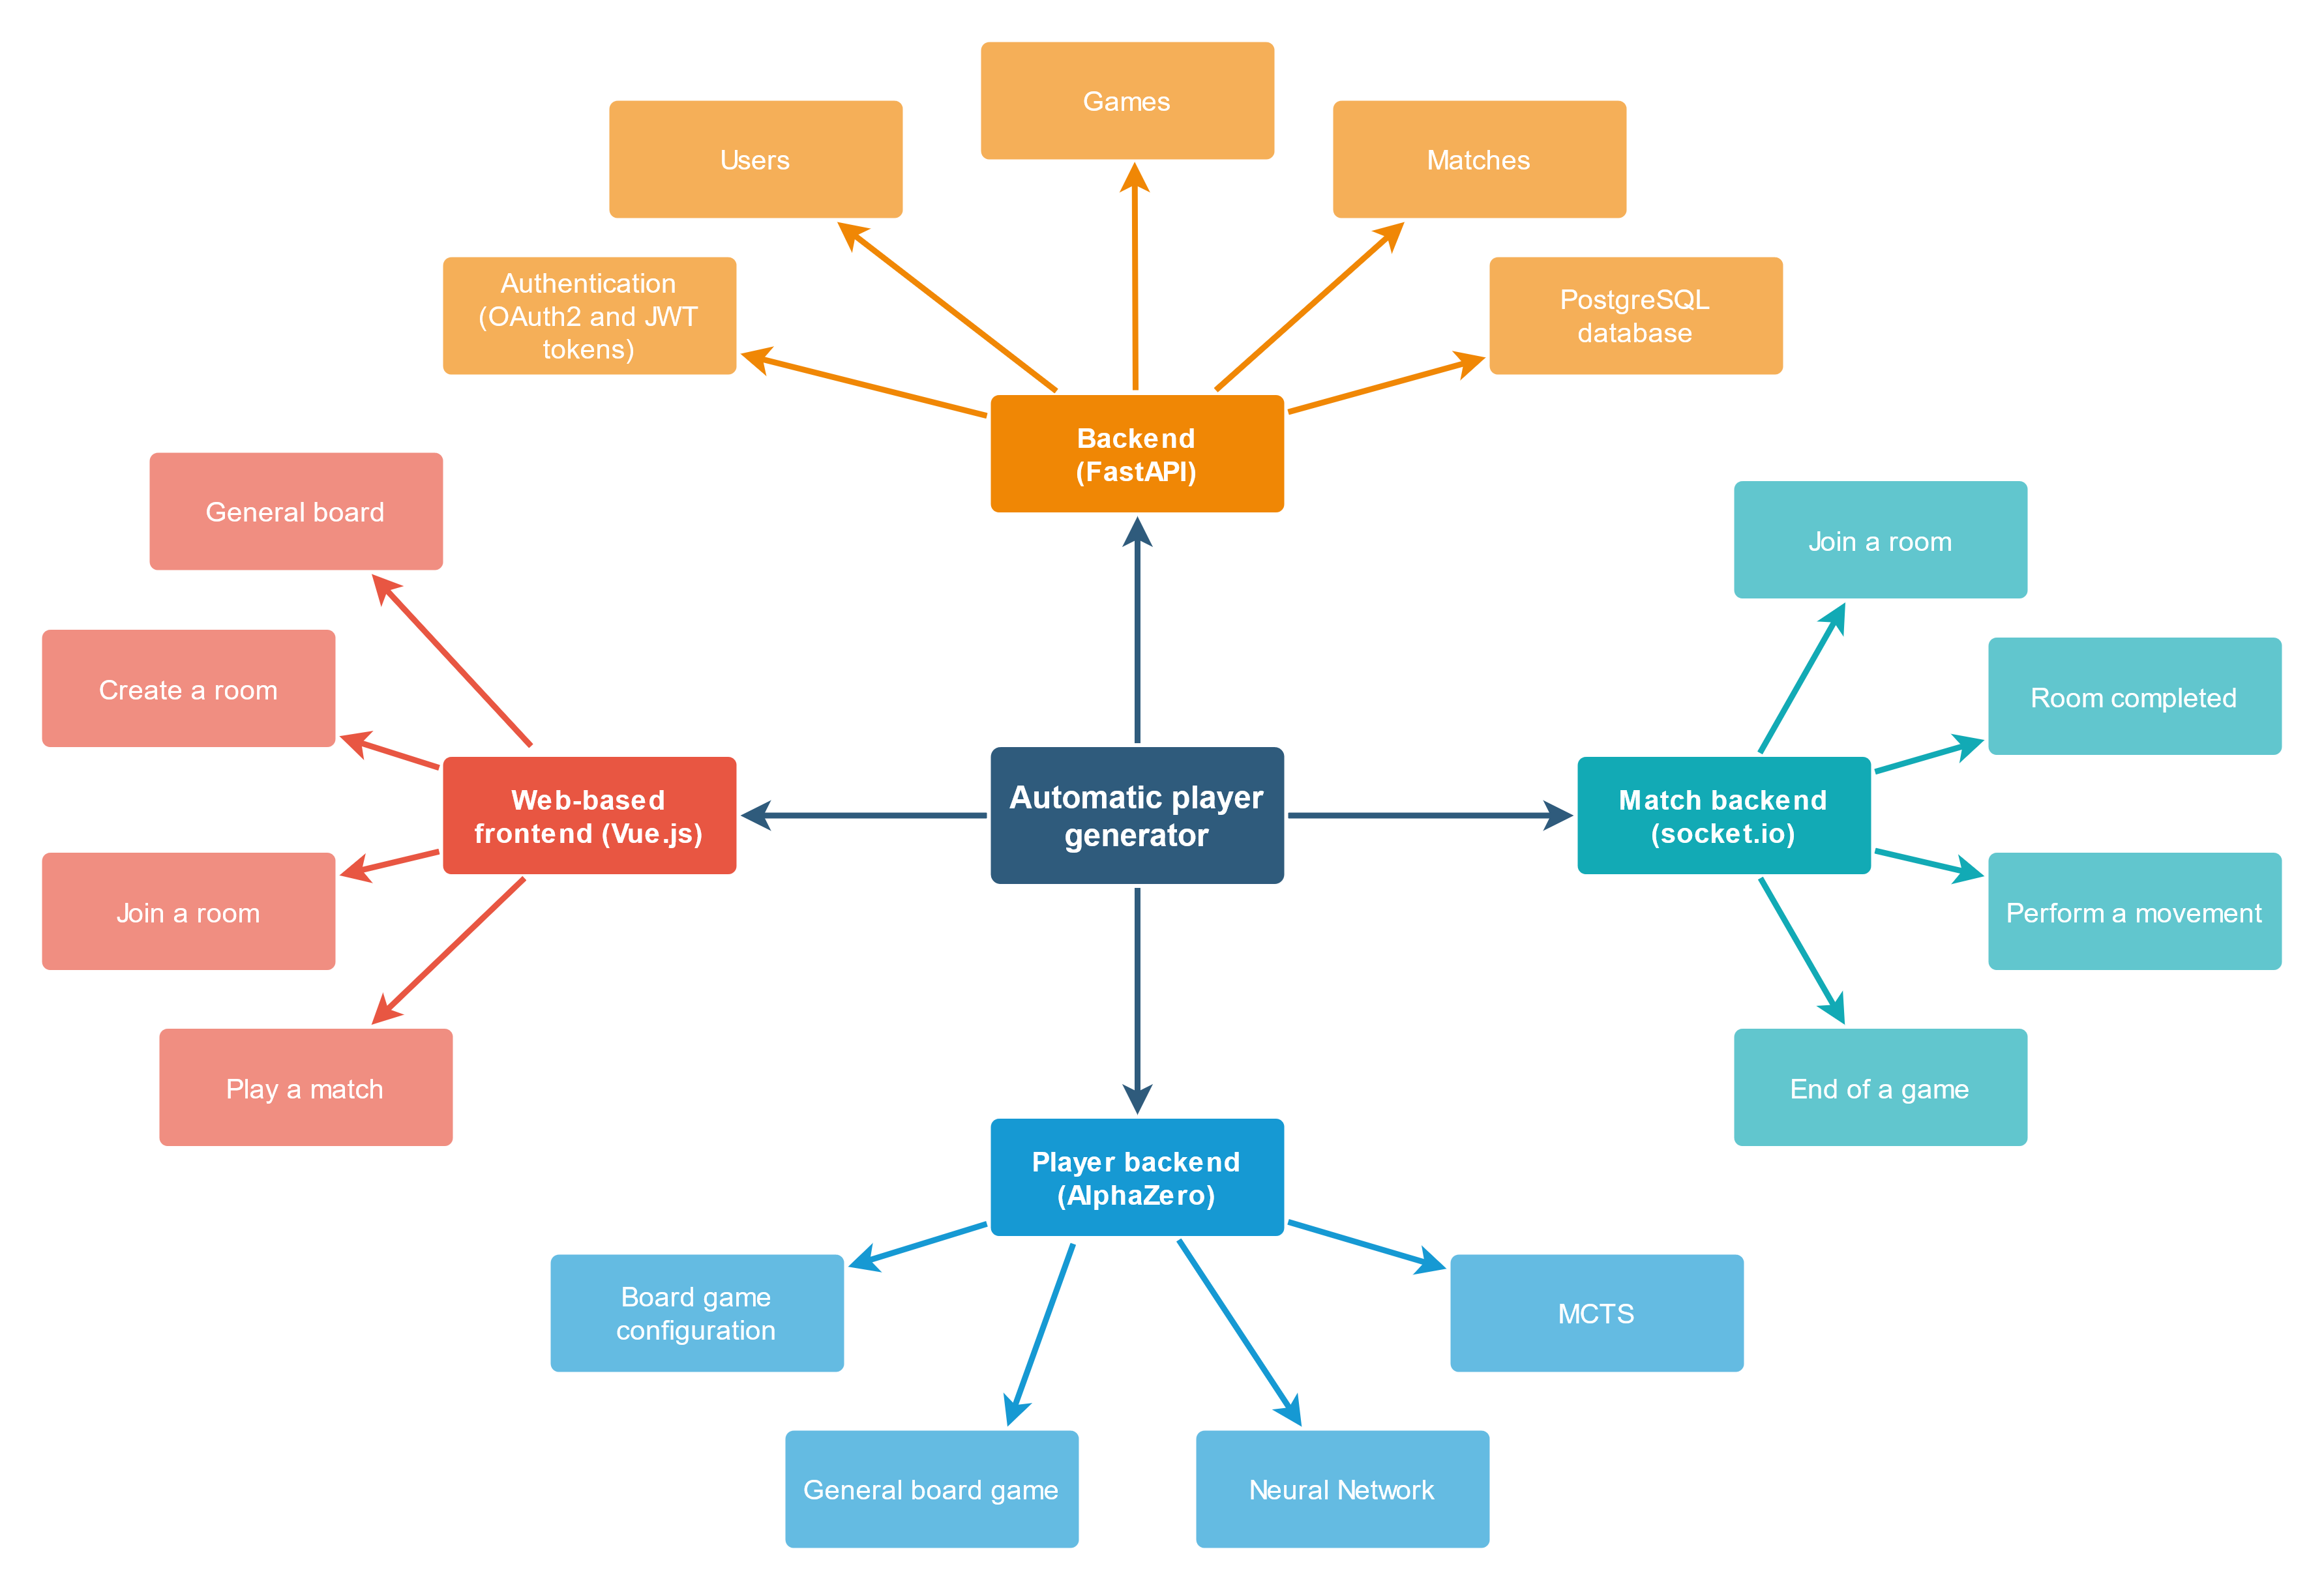 Games
Users
Matches
Authentication
(OAuth2 and JWT
tokens)
PostgreSQL
database
Backend
(FastAPI)
General board
Join a room
Create a room
Room completed
Web-based
frontend (Vue.js)
Automatic player
generator
Match backend
(socket.io)
Join a room
Perform a movement
Play a match
End of a game
Player backend
(AlphaZero)
Board game
configuration
MCTS
General board game
Neural Network